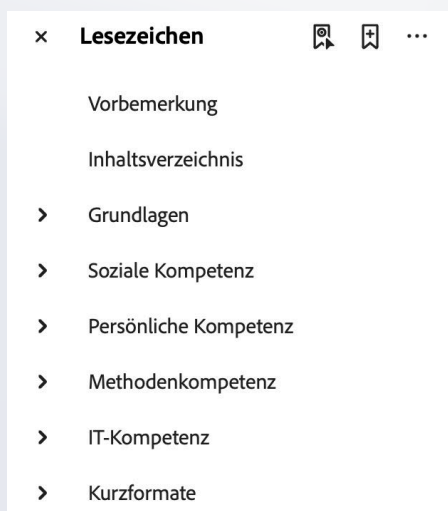 Lesezeichen
Vorbemerkung
Inhaltsverzeichnis
Grundlagen
Soziale Kompetenz
Persönliche Kompetenz
Methodenkompetenz
IT-Kompetenz
Kurzformate